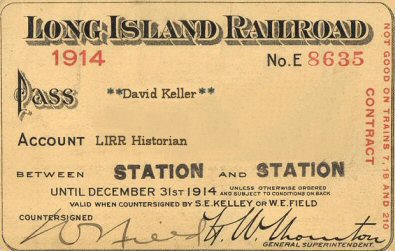 LONG ISLAND RAILROAD
1914 No. E 8635
PASS **David Keller**
ACCOUNT LIRR Historian
BETWEEN STATION AND STATION
UNTIL DECEMBER 31ST 1914 UNLESS OTHERWISE ORDERED
AND SUBJECT TO CONDITIONS ON BACK
VALID WHEN COUNTERSIGNED BY S.E. KELLEY OR W.E. FIELD
COUNTERSIGNED
W E Field
GENERAL SUPERINTENDENT.
NOT GOOD ON TRAINS 7, 19 AND 210
CONTRACT